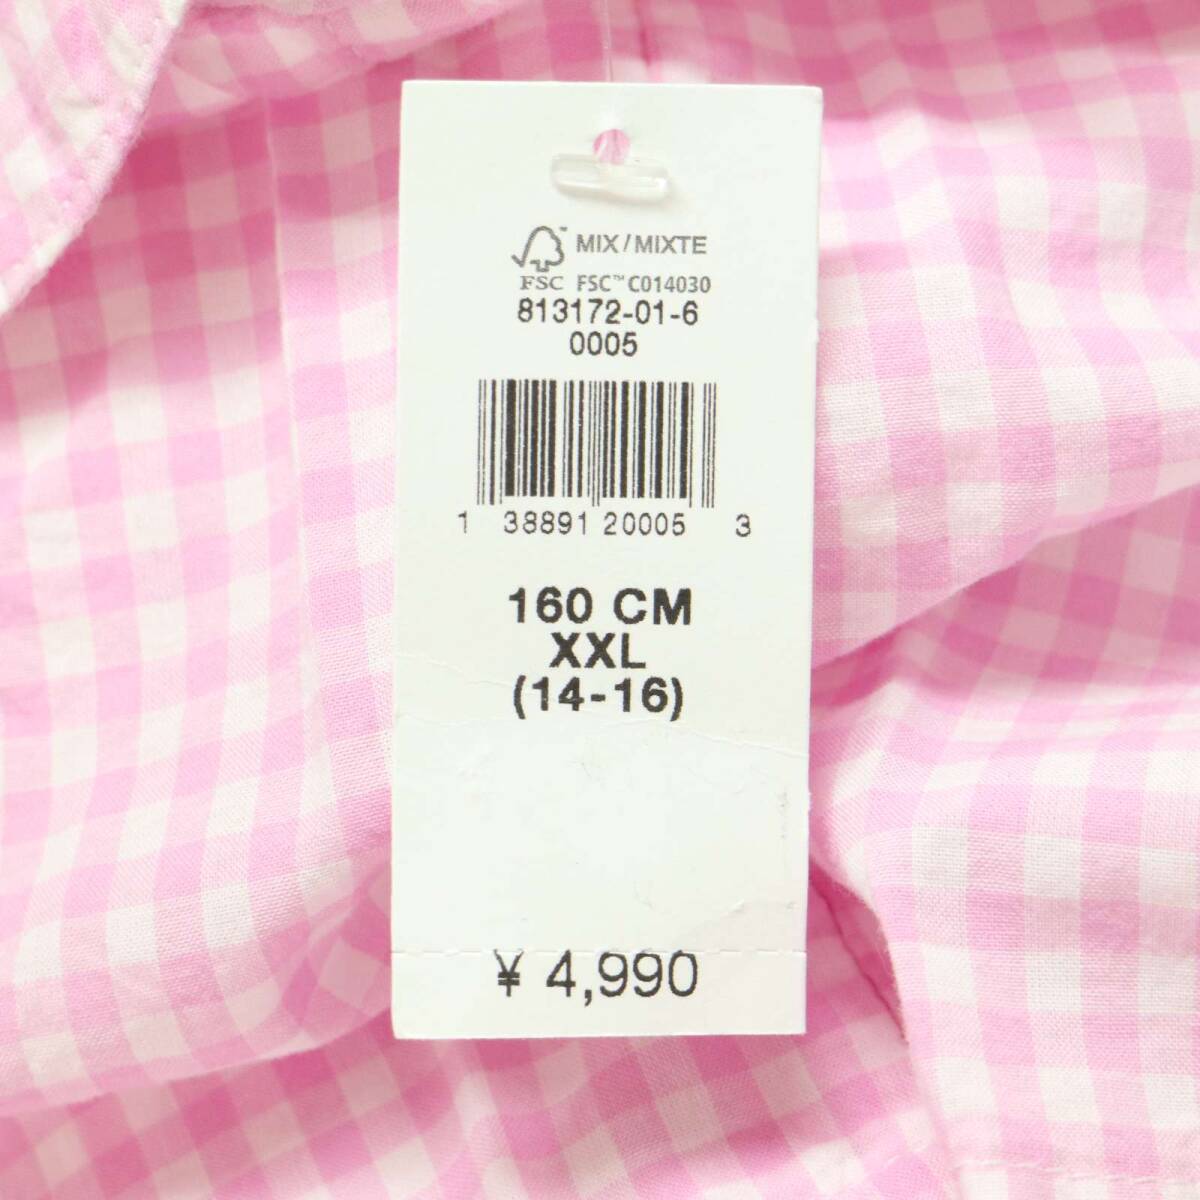 MIX/MIXTE
FSC FSC™ C014030
813172-01-6
0005
1 38891 20005 3
160 CM
XXL
(14-16)
¥ 4,990